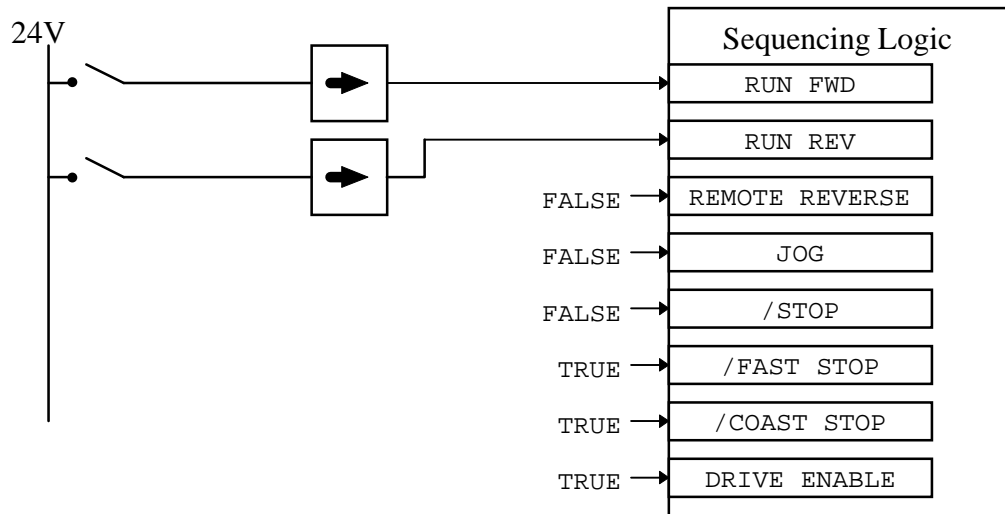 24V
Sequencing Logic
RUN FWD
RUN REV
FALSE REMOTE REVERSE
FALSE JOG
FALSE /STOP
TRUE /FAST STOP
TRUE /COAST STOP
TRUE DRIVE ENABLE